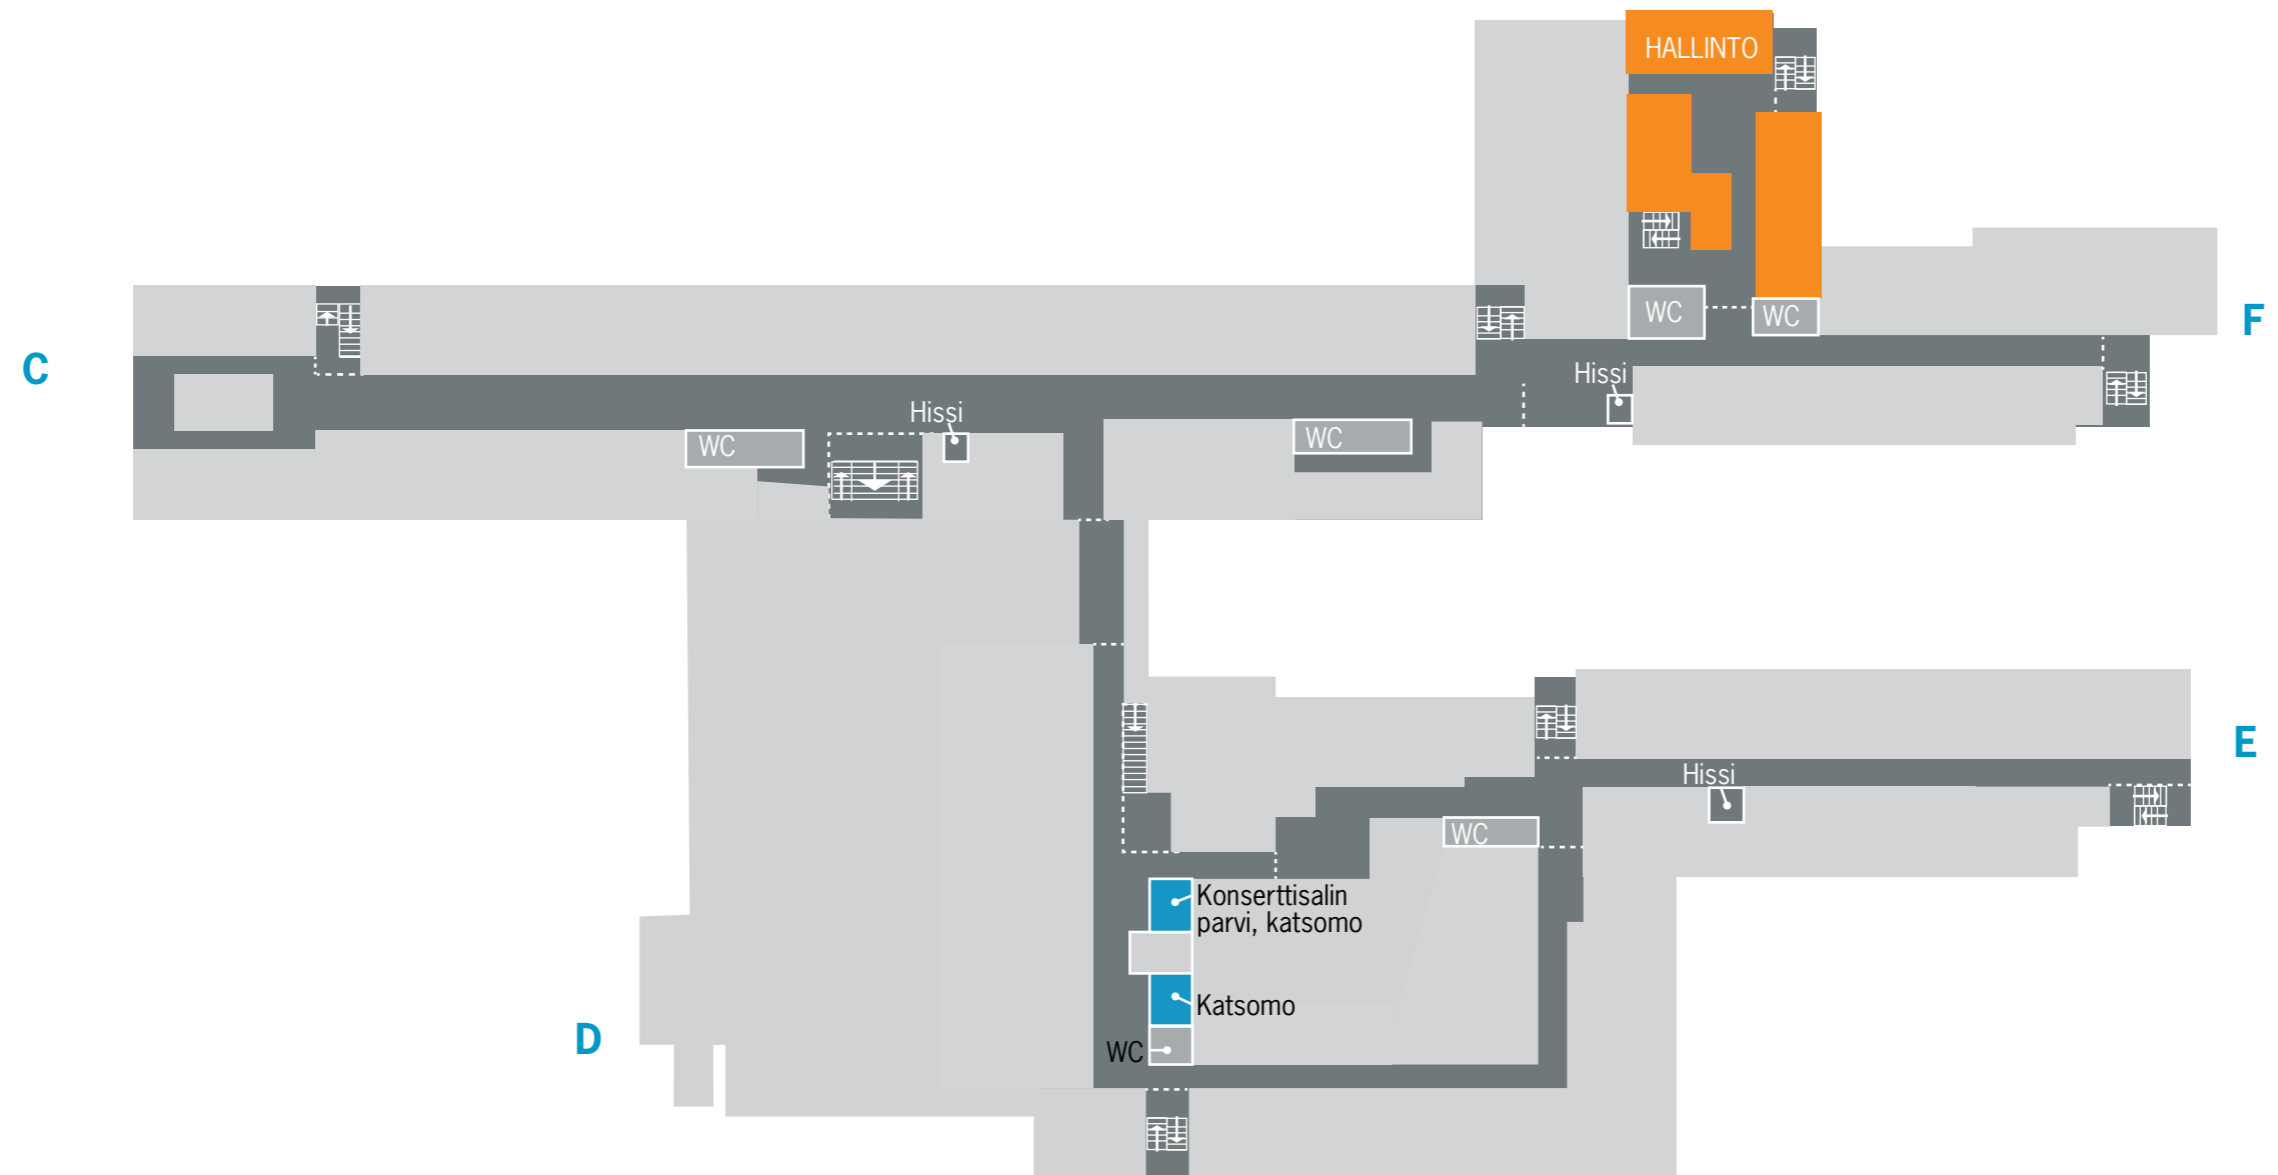 HALLINTO
WC
WC
F
C
Hissi
Hissi
WC
WC
E
Hissi
WC
Konserttisalin
parvi, katsomo
Katsomo
D
WC